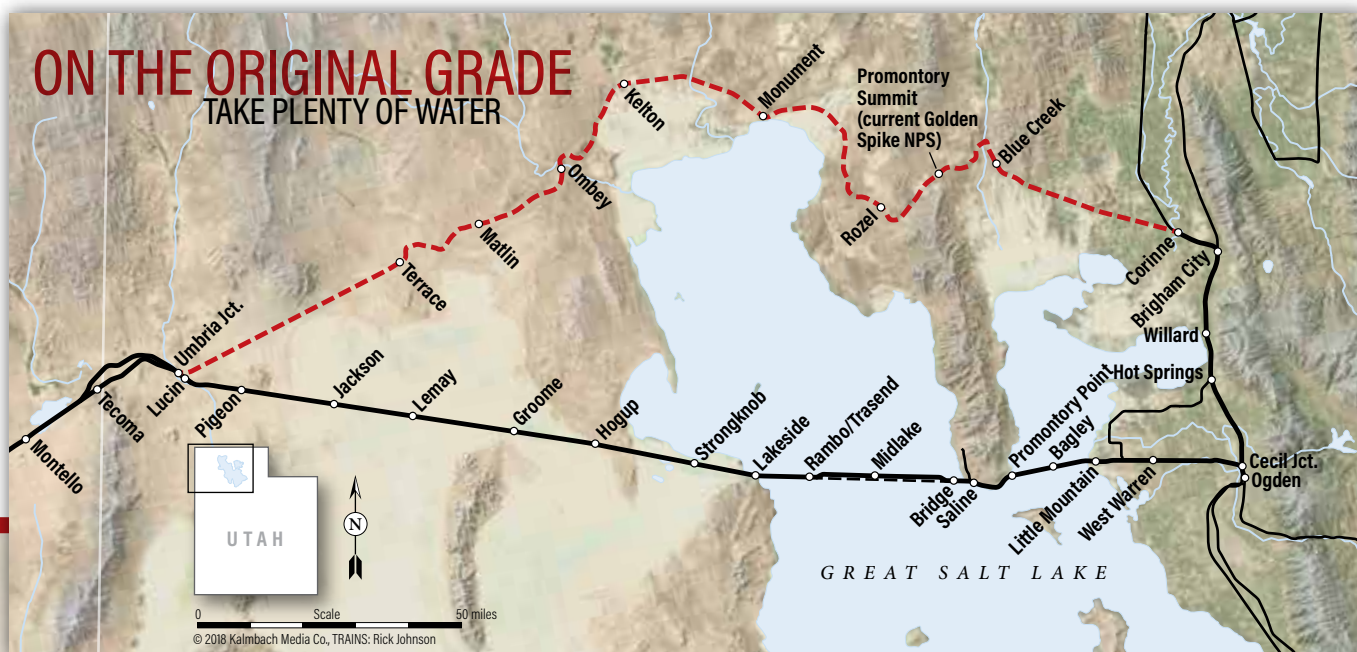 ON THE ORIGINAL GRADE
TAKE PLENTY OF WATER
Kelton
Monument
Promontory
Summit
(current Golden
Spike NPS)
Blue Creek
Ombey
Rozel
Matlin
Terrace
Corinne
Brigham City
Willard
Hot Springs
Umbria Jct.
Lucin
Tecoma
Montello
Pigeon
Jackson
Lemay
Groome
Hogup
Strongknob
Lakeside
Rambo/Trasend
Midlake
Bridge
Saline
Promontory Point
Bagley
Little Mountain
West Warren
Cecil Jct.
Ogden
UTAH
N
GREAT SALT LAKE
0 Scale 50 miles
© 2018 Kalmbach Media Co., TRAINS: Rick Johnson